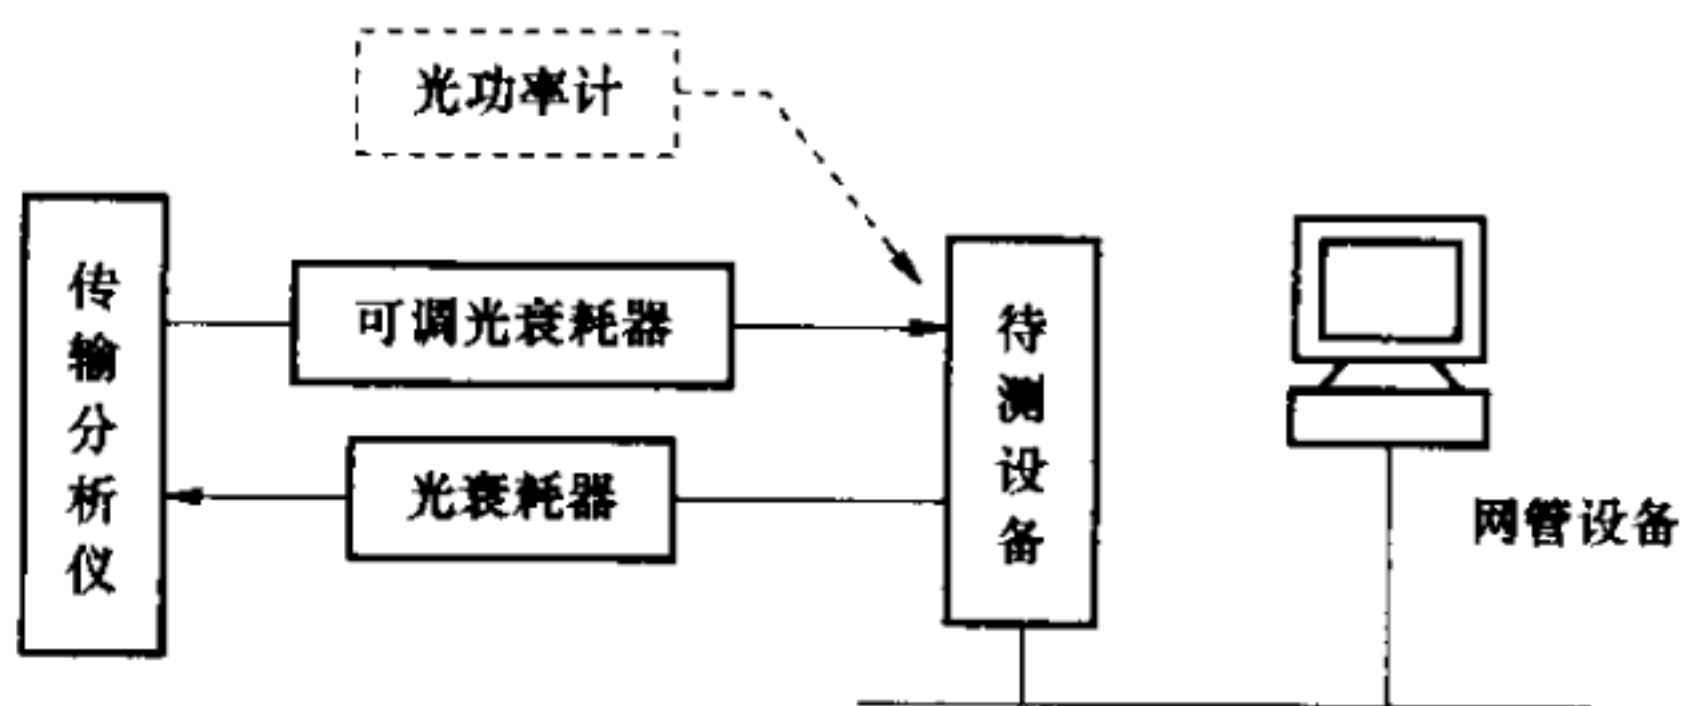 光功率计
传输分析仪
可调光衰耗器
光衰耗器
待测设备
网管设备